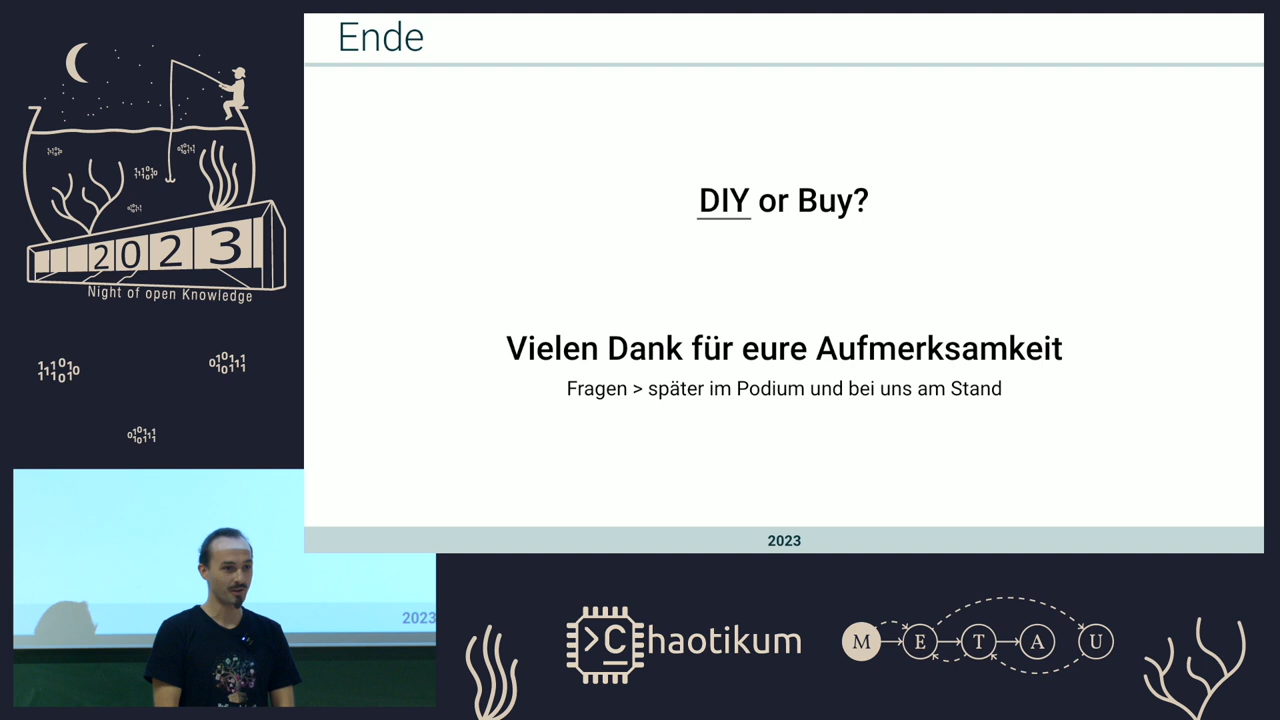 Ende
DIY or Buy?
Vielen Dank für eure Aufmerksamkeit
Fragen > später im Podium und bei uns am Stand
2023
2023
Night of open Knowledge
2023
>Chaotikum
M E T A U